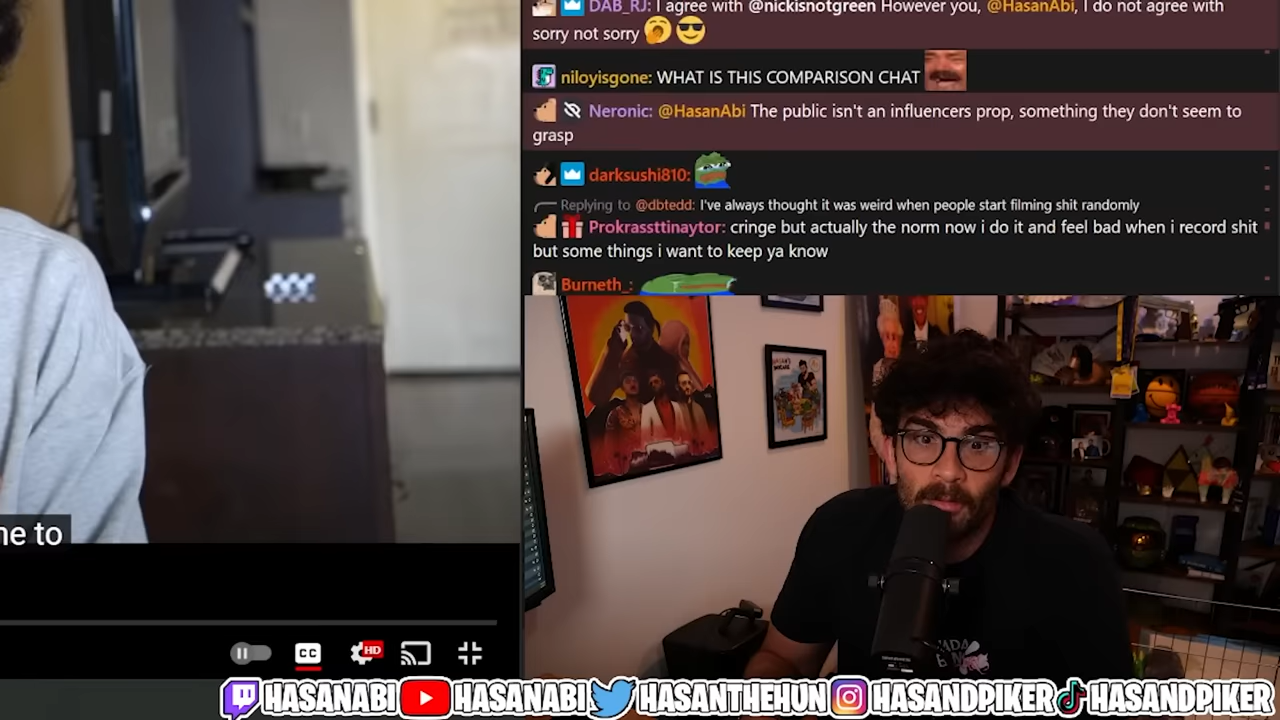 DAB_RJ: I agree with @nickisnotgreen However you, @HasanAbi, I do not agree with
sorry not sorry
niloyisgone: WHAT IS THIS COMPARISON CHAT
Neronic: @HasanAbi The public isn't an influencers prop, something they don't seem to
grasp
darksushi810:
Replying to @dbtedd: I've always thought it was weird when people start filming shit randomly
Prokrassttinaytor: cringe but actually the norm now i do it and feel bad when i record shit
but some things i want to keep ya know
Burneth_:
ne to
CC
HD
HASANABI HASANABI HASANTHEHUN HASANDPIKER HASANDPIKER